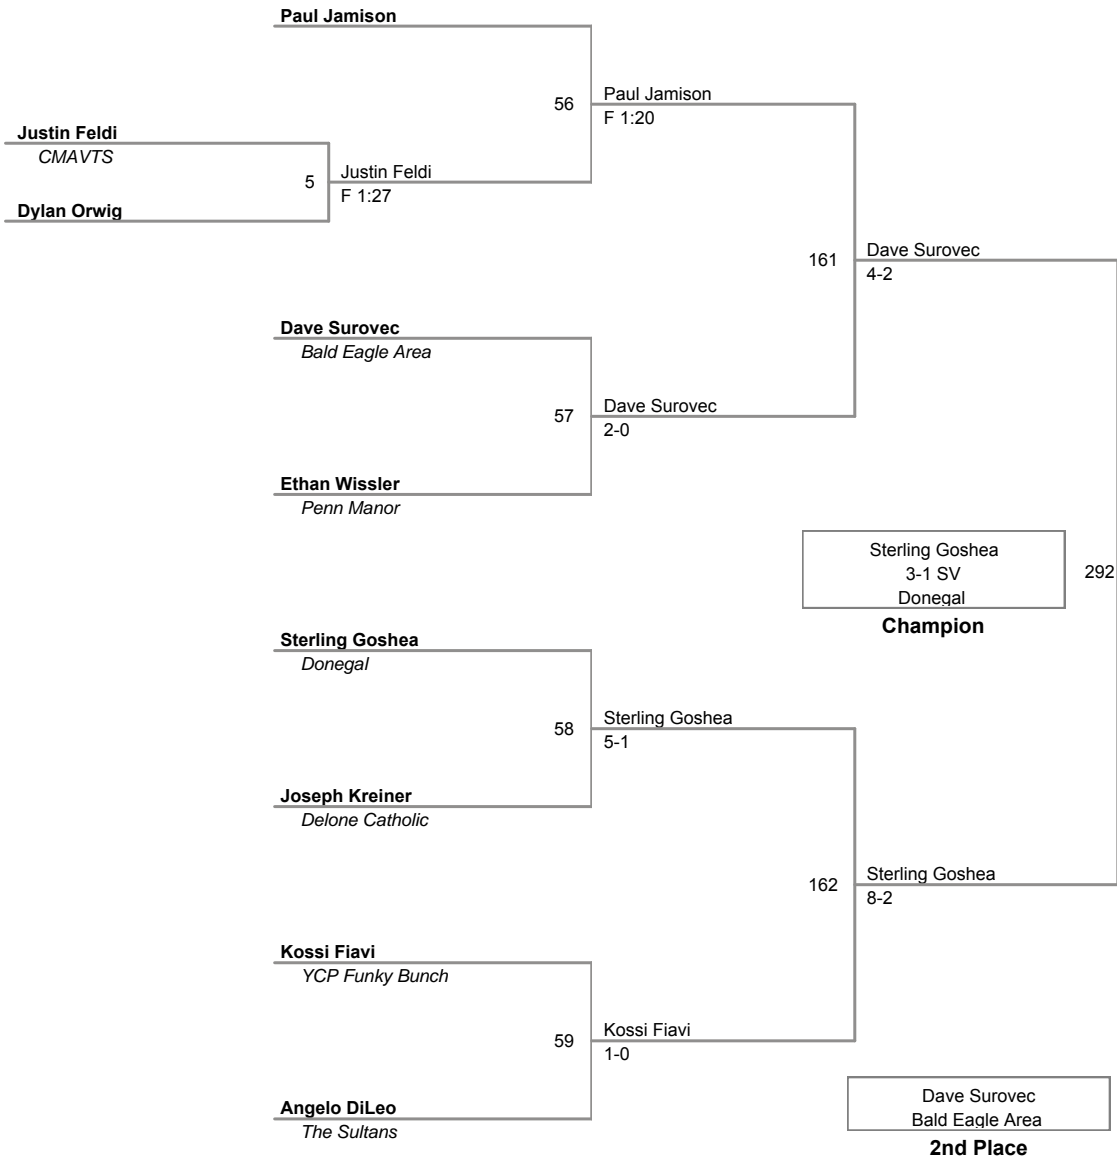 Paul Jamison
56
Paul Jamison
F 1:20
Justin Feldi
CMAVTS
5
Justin Feldi
F 1:27
Dylan Orwig
161
Dave Surovec
4-2
Dave Surovec
Bald Eagle Area
57
Dave Surovec
2-0
Ethan Wissler
Penn Manor
Sterling Goshea
3-1 SV
Donegal
292
Champion
Sterling Goshea
Donegal
58
Sterling Goshea
5-1
Joseph Kreiner
Delone Catholic
162
Sterling Goshea
8-2
Kossi Fiavi
YCP Funky Bunch
59
Kossi Fiavi
1-0
Angelo DiLeo
The Sultans
Dave Surovec
Bald Eagle Area
2nd Place